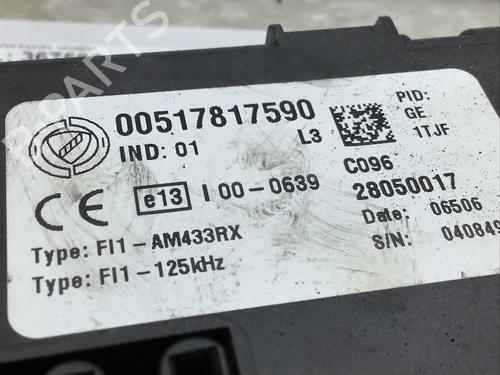 B-PARTS
00517817590
IND: 01
L3
PID:
GE
1TJF
C096
28050017
CE
e13
I 00-0639
Date: 06506
S/N: 040849
Type: FI1-AM433RX
Type: FI1-125kHz